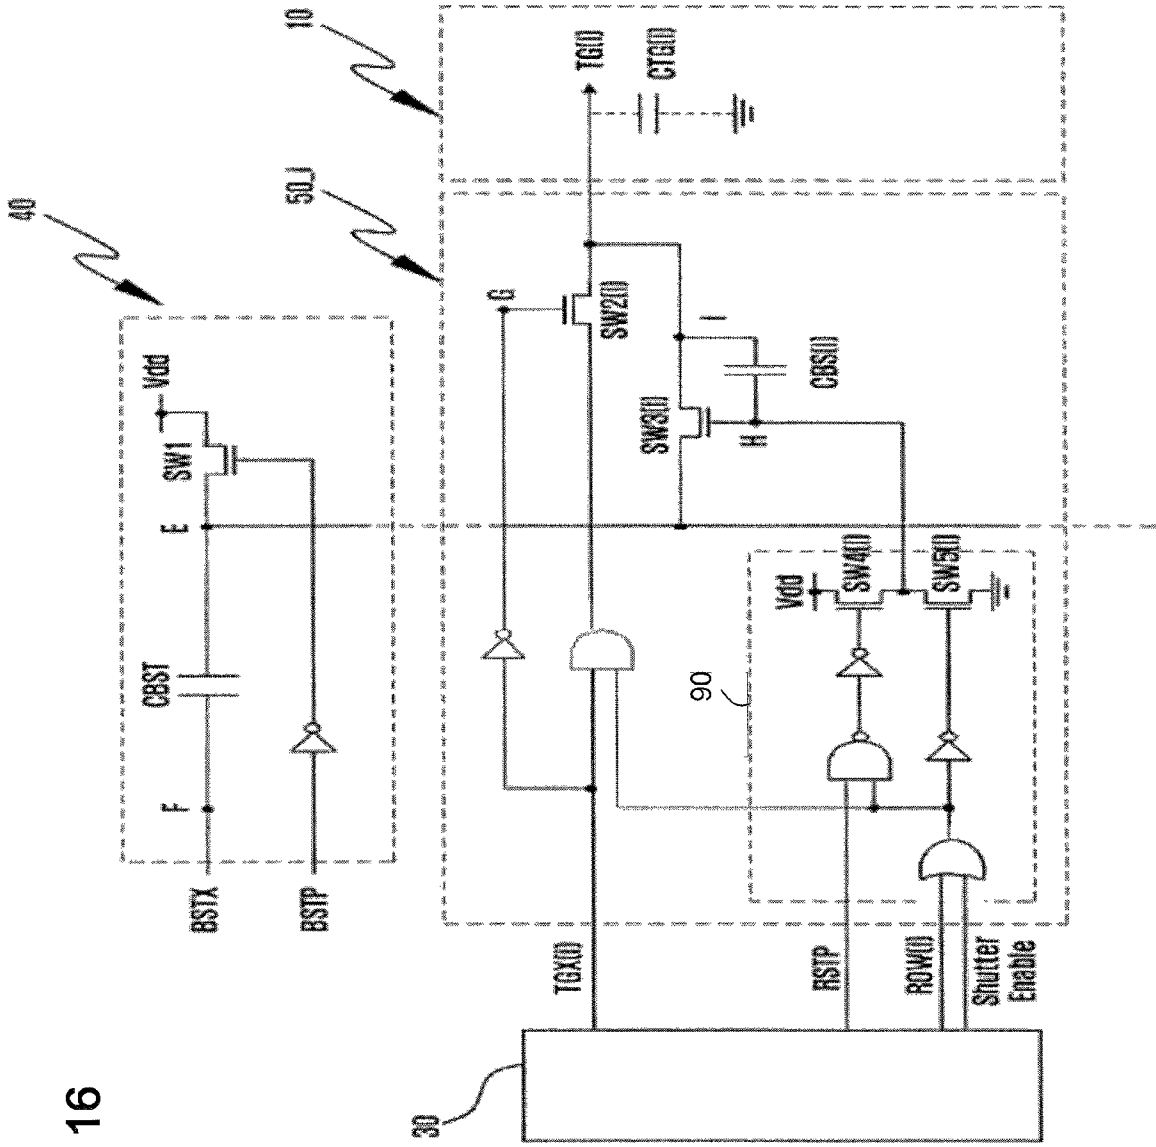 16
40
10
50_i
Vdd
SW1
E
CBST
F
BSTX
BSTP
TG(i)
CTG(i)
G
SW2(i)
I
SW3(i)
CBS(i)
H
Vdd
SW4(i)
SW5(i)
90
TGX(i)
RSTP
ROW(i)
Shutter
Enable
30